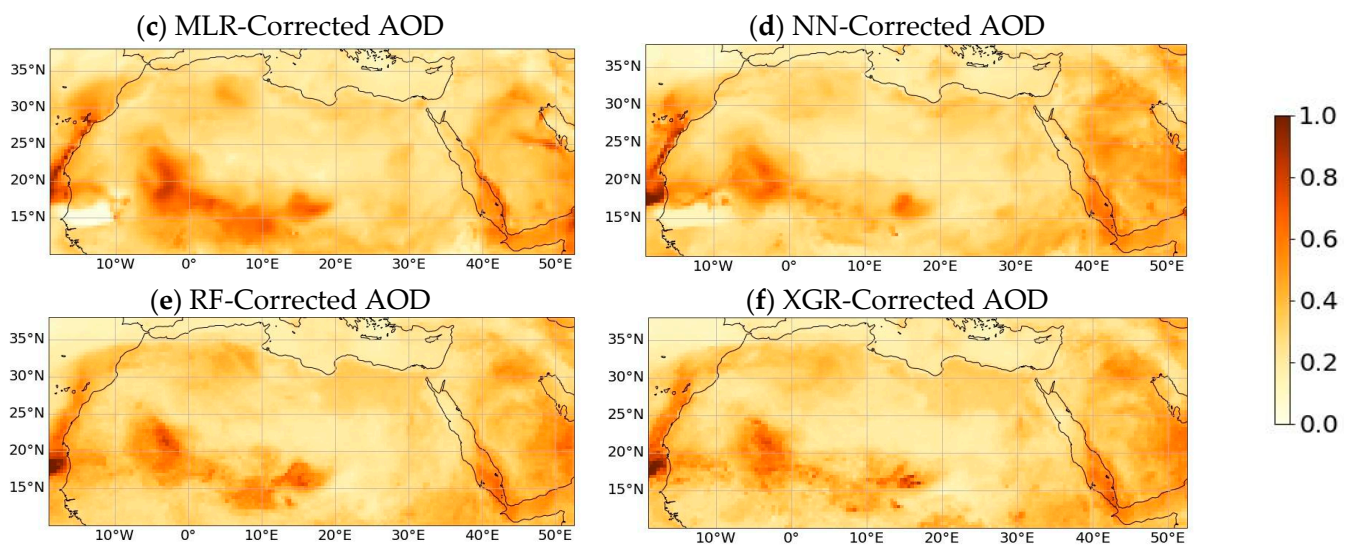 (c) MLR-Corrected AOD
(d) NN-Corrected AOD
35°N
30°N
25°N
20°N
15°N
10°W 0° 10°E 20°E 30°E 40°E 50°E
35°N
30°N
25°N
20°N
15°N
10°W 0° 10°E 20°E 30°E 40°E 50°E
(e) RF-Corrected AOD
(f) XGR-Corrected AOD
35°N
30°N
25°N
20°N
15°N
10°W 0° 10°E 20°E 30°E 40°E 50°E
35°N
30°N
25°N
20°N
15°N
10°W 0° 10°E 20°E 30°E 40°E 50°E
1.0
0.8
0.6
0.4
0.2
0.0